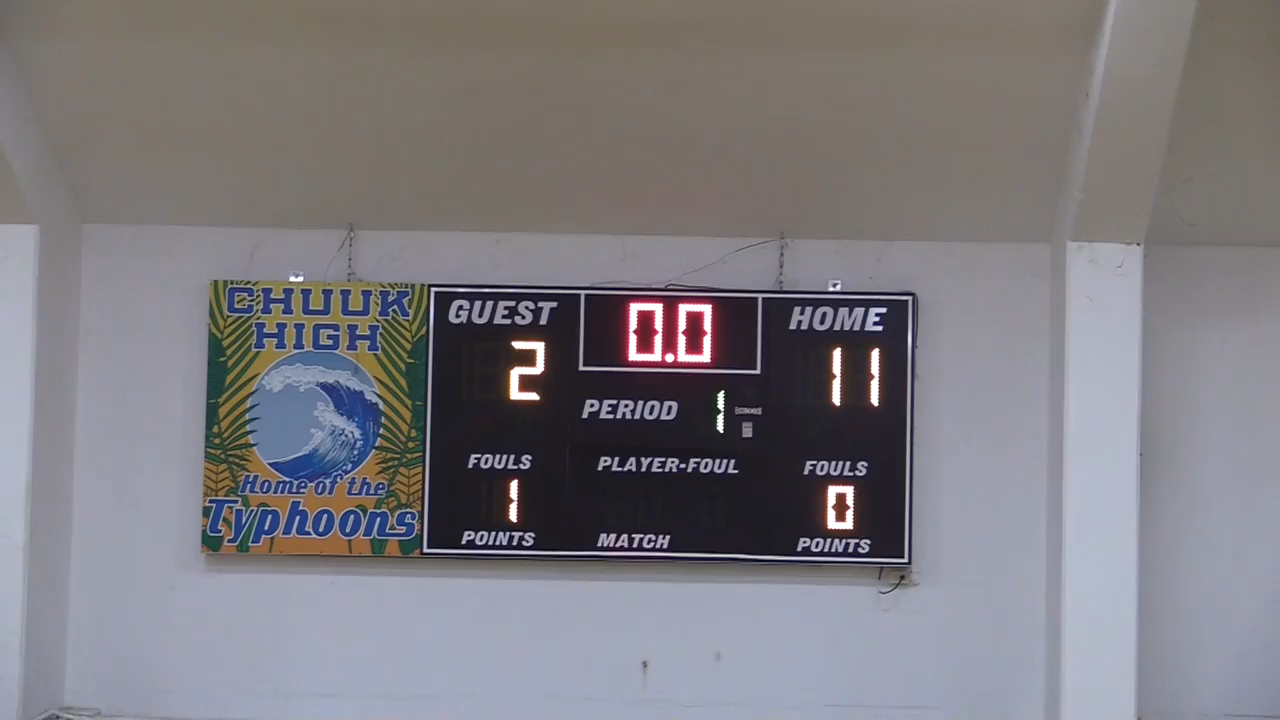 CHUUK
HIGH
Home of the
Typhoons
GUEST
0.0
HOME
2
11
PERIOD 1
FOULS
PLAYER-FOUL
FOULS
1
0
POINTS
MATCH
POINTS